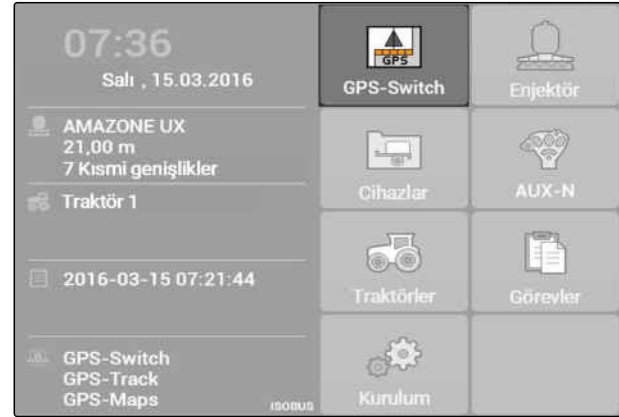 07:36
Salı , 15.03.2016
AMAZONE UX
21,00 m
7 Kısmi genişlikler
Traktör 1
2016-03-15 07:21:44
GPS-Switch
GPS-Track
GPS-Maps
ISOBUS
GPS
GPS-Switch
Enjektör
Cihazlar
AUX-N
Traktörler
Görevler
Kurulum